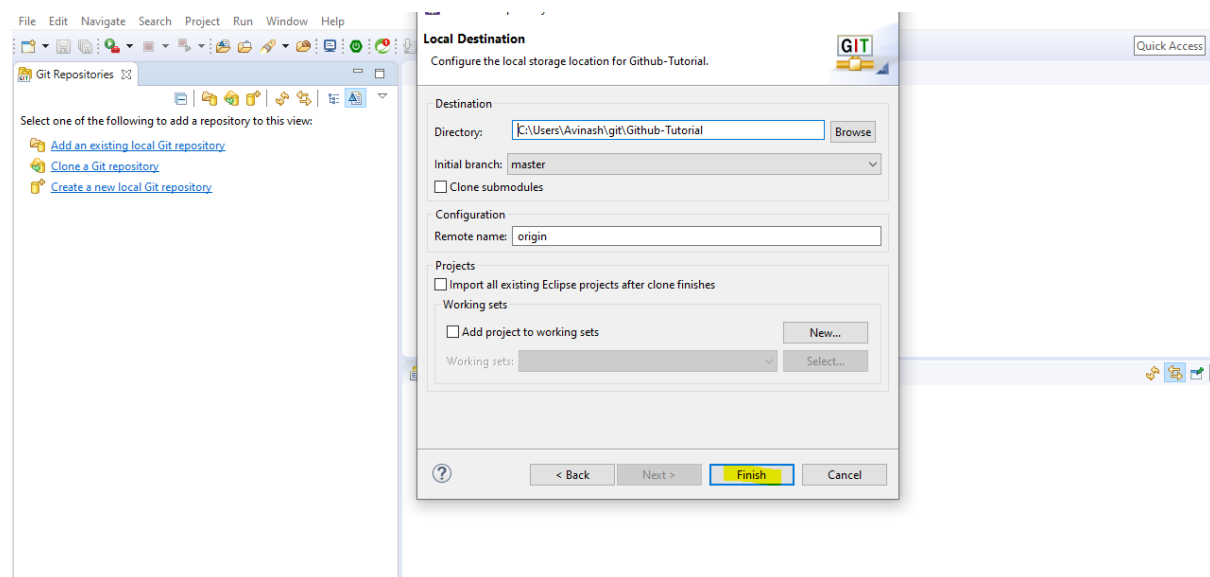 File Edit Navigate Search Project Run Window Help
Quick Access
Git Repositories
Select one of the following to add a repository to this view:
Add an existing local Git repository
Clone a Git repository
Create a new local Git repository
Local Destination
Configure the local storage location for Github-Tutorial.
GIT
Destination
Directory: C:\Users\Avinash\git\Github-Tutorial Browse
Initial branch: master
Clone submodules
Configuration
Remote name: origin
Projects
Import all existing Eclipse projects after clone finishes
Working sets
Add project to working sets New...
Working sets: Select...
< Back Next > Finish Cancel